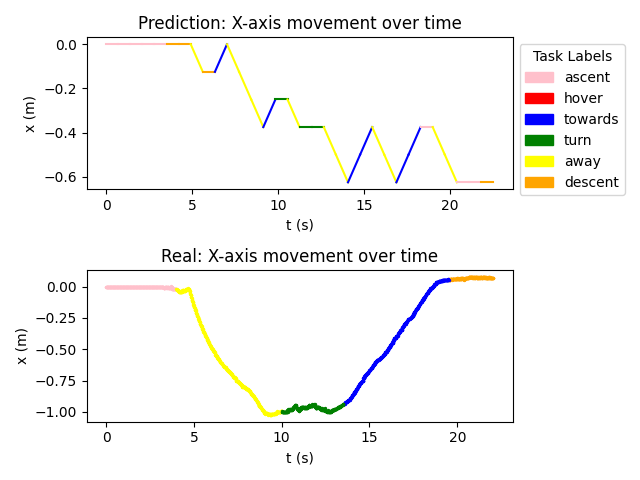 Prediction: X-axis movement over time
0.0
−0.2
−0.4
−0.6
x (m)
0 5 10 15 20
t (s)
Task Labels
ascent
hover
towards
turn
away
descent
Real: X-axis movement over time
0.00
−0.25
−0.50
−0.75
−1.00
x (m)
0 5 10 15 20
t (s)